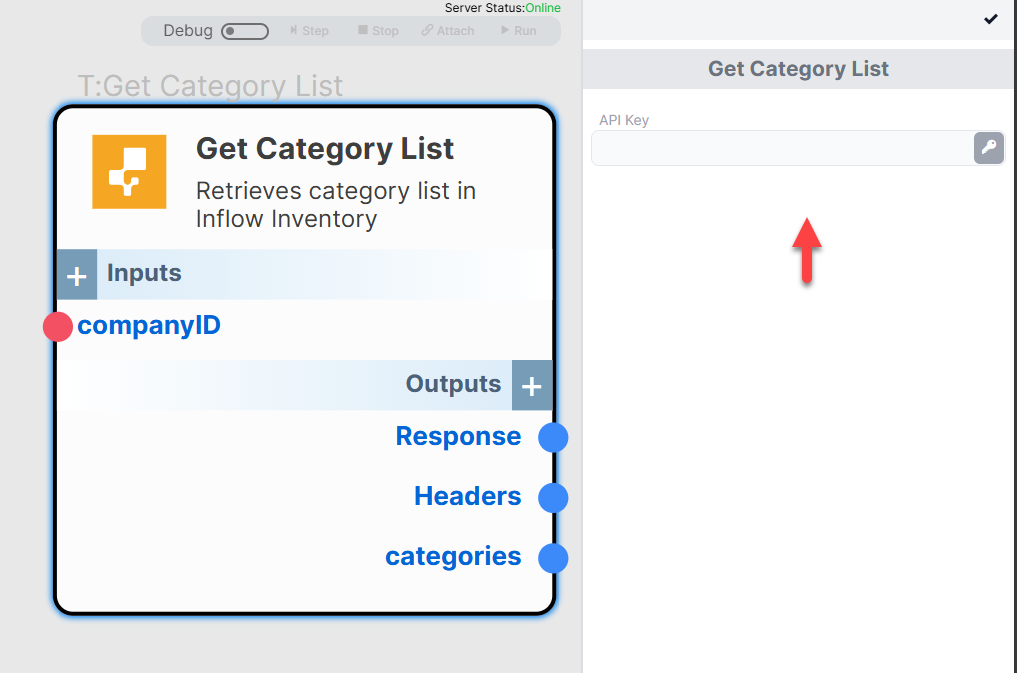 Server Status:Online
Debug Step Stop Attach Run
T:Get Category List
Get Category List
Retrieves category list in
Inflow Inventory
+ Inputs
companyID
Outputs +
Response
Headers
categories
Get Category List
API Key